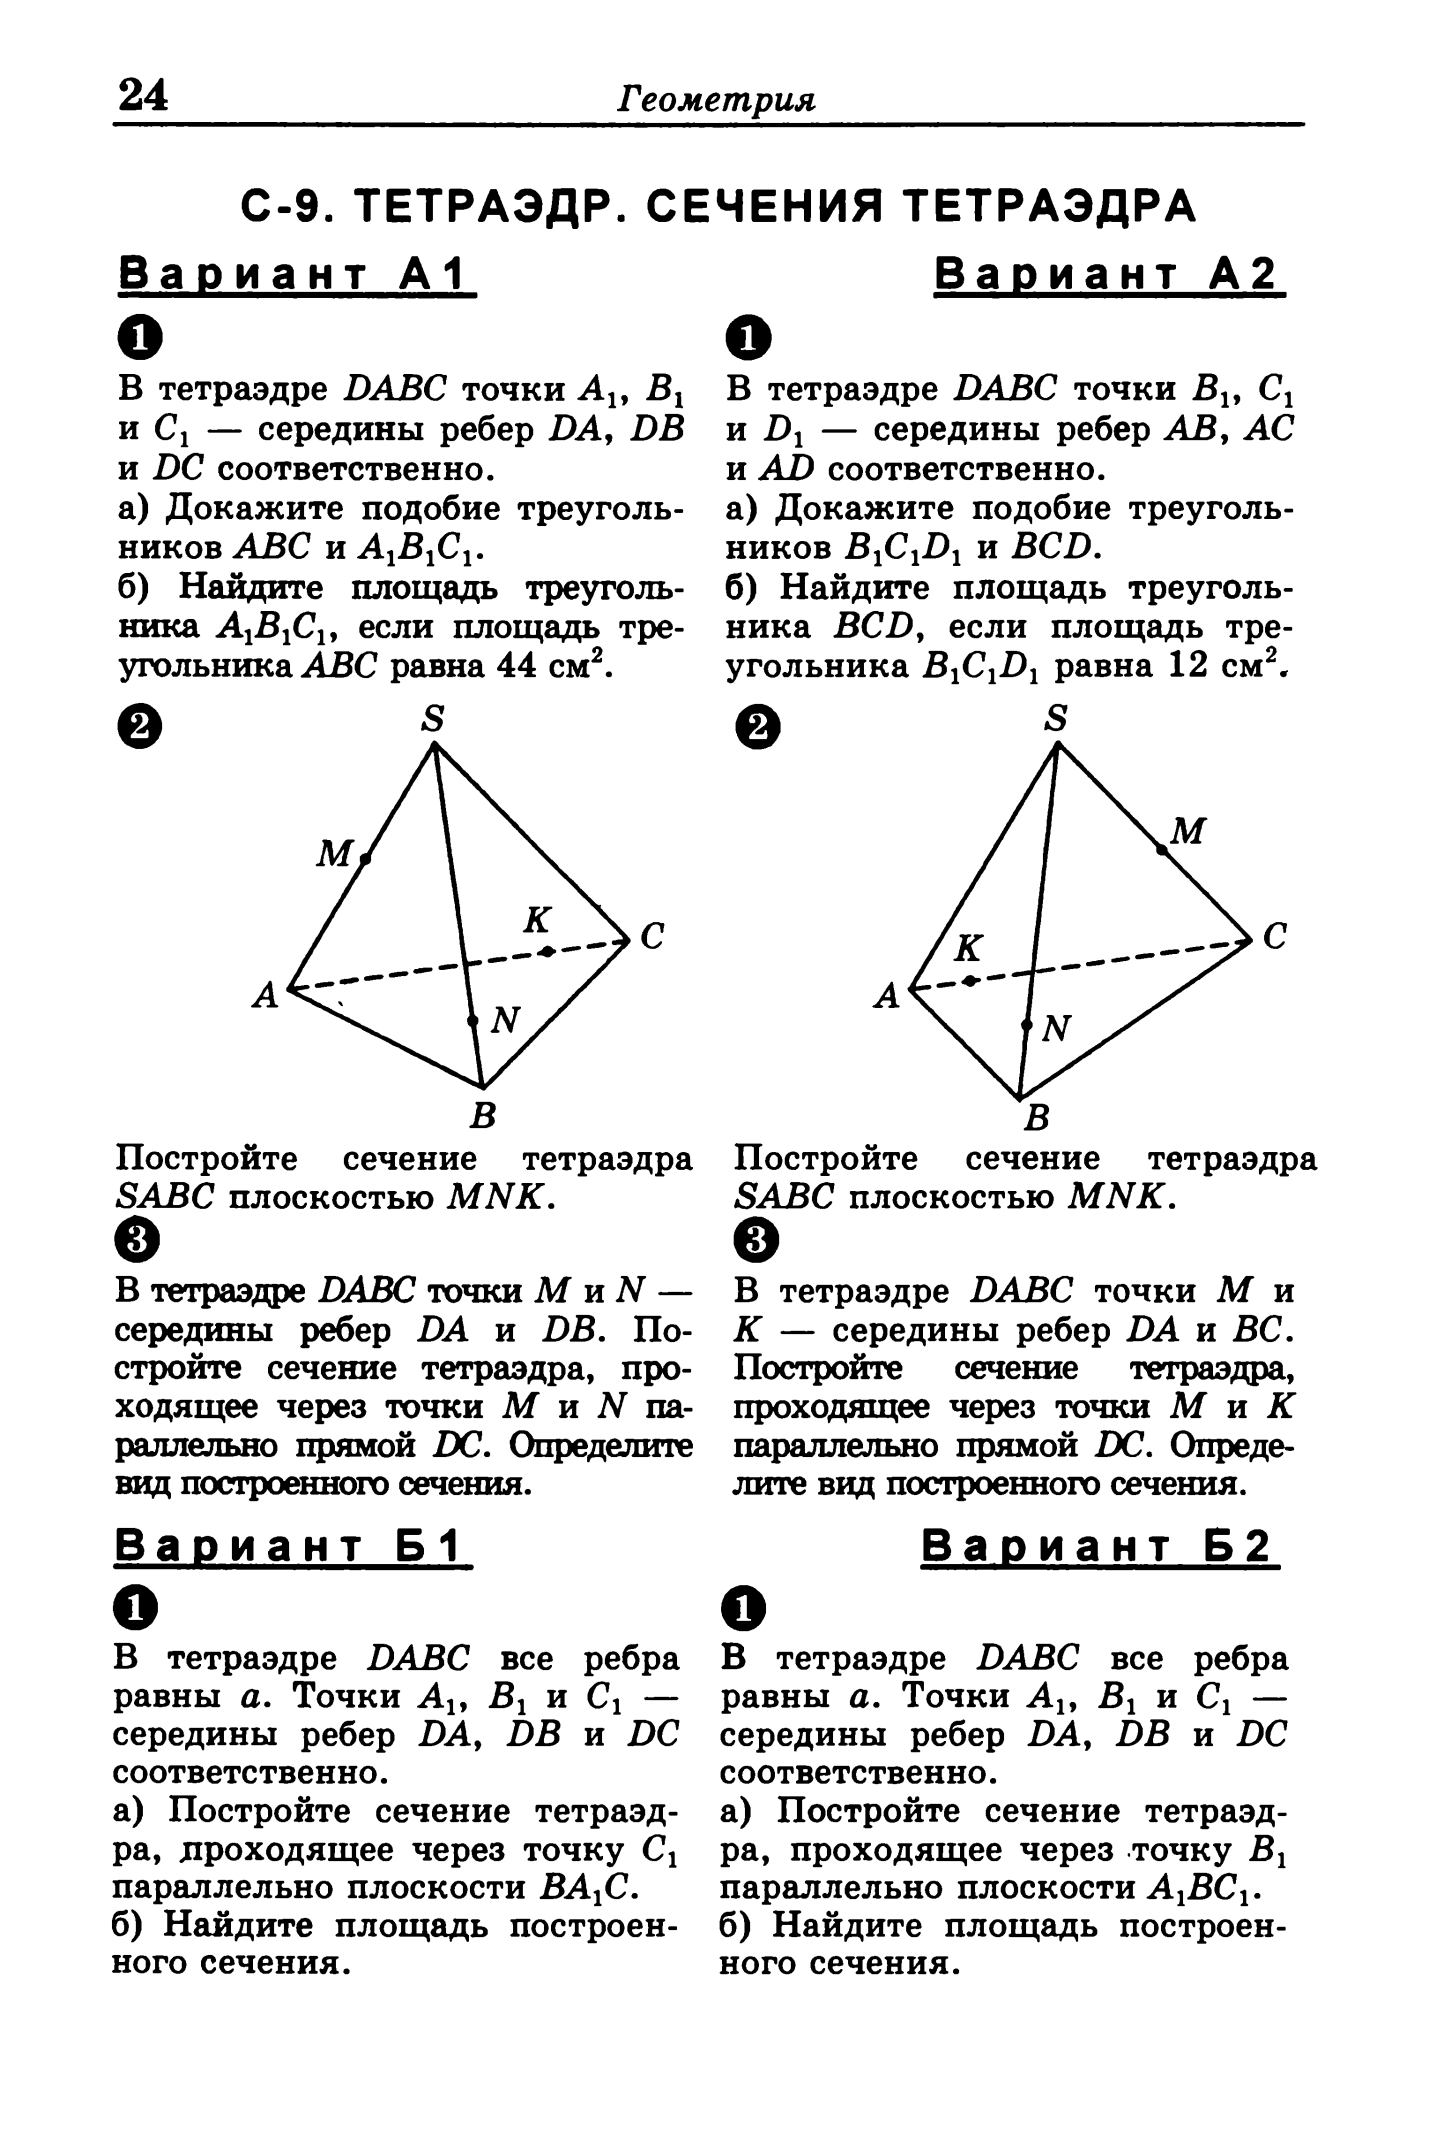 24
Геометрия
С-9. ТЕТРАЭДР. СЕЧЕНИЯ ТЕТРАЭДРА
Вариант А1
1
В тетраэдре DABC точки A₁, B₁
и C₁ — середины ребер DA, DB
и DC соответственно.
а) Докажите подобие треуголь-
ников ABC и A₁B₁C₁.
б) Найдите площадь треуголь-
ника A₁B₁C₁, если площадь тре-
угольника ABC равна 44 см².
2
S
M
K
C
A
N
B
Постройте сечение тетраэдра
SABC плоскостью MNK.
3
В тетраэдре DABC точки M и N —
середины ребер DA и DB. По-
стройте сечение тетраэдра, про-
ходящее через точки M и N па-
раллельно прямой DC. Определите
вид построенного сечения.
Вариант А2
1
В тетраэдре DABC точки B₁, C₁
и D₁ — середины ребер AB, AC
и AD соответственно.
а) Докажите подобие треуголь-
ников B₁C₁D₁ и BCD.
б) Найдите площадь треуголь-
ника BCD, если площадь тре-
угольника B₁C₁D₁ равна 12 см².
2
S
M
K
C
A
N
B
Постройте сечение тетраэдра
SABC плоскостью MNK.
3
В тетраэдре DABC точки M и
K — середины ребер DA и BC.
Постройте сечение тетраэдра,
проходящее через точки M и K
параллельно прямой DC. Опреде-
лите вид построенного сечения.
Вариант Б1
1
В тетраэдре DABC все ребра
равны a. Точки A₁, B₁ и C₁ —
середины ребер DA, DB и DC
соответственно.
а) Постройте сечение тетраэд-
ра, проходящее через точку C₁
параллельно плоскости BA₁C.
б) Найдите площадь построен-
ного сечения.
Вариант Б2
1
В тетраэдре DABC все ребра
равны a. Точки A₁, B₁ и C₁ —
середины ребер DA, DB и DC
соответственно.
а) Постройте сечение тетраэд-
ра, проходящее через точку B₁
параллельно плоскости A₁BC₁.
б) Найдите площадь построен-
ного сечения.